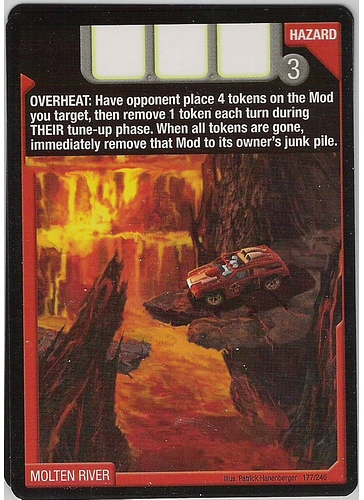 HAZARD
3
OVERHEAT: Have opponent place 4 tokens on the Mod
you target, then remove 1 token each turn during
THEIR tune-up phase. When all tokens are gone,
immediately remove that Mod to its owner's junk pile.
MOLTEN RIVER
Illus. Patrick Hanenberger 177/246